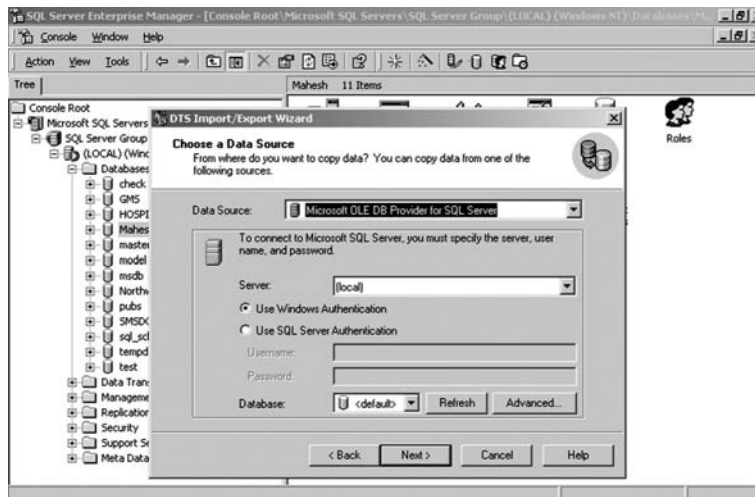 SQL Server Enterprise Manager - [Console Root\Microsoft SQL Servers\SQL Server Group\(LOCAL) (Windows NT)\Databases\M...
Console Window Help
Action View Tools
Tree
Mahesh 11 Items
Console Root
Microsoft SQL Servers
SQL Server Group
(LOCAL) (Winc
Databases
check
GMS
HOSPI
Mahes
master
model
msdb
Northw
pubs
SMSDC
sql_scl
tempd
test
Data Tran
Manageme
Replication
Security
Support Se
Meta Data
Roles
DTS Import/Export Wizard
Choose a Data Source
From where do you want to copy data? You can copy data from one of the
following sources.
Data Source: Microsoft OLE DB Provider for SQL Server
To connect to Microsoft SQL Server, you must specify the server, user
name, and password.
Server: (local)
Use Windows Authentication
Use SQL Server Authentication
Username:
Password:
Database: <default> Refresh Advanced...
< Back Next > Cancel Help